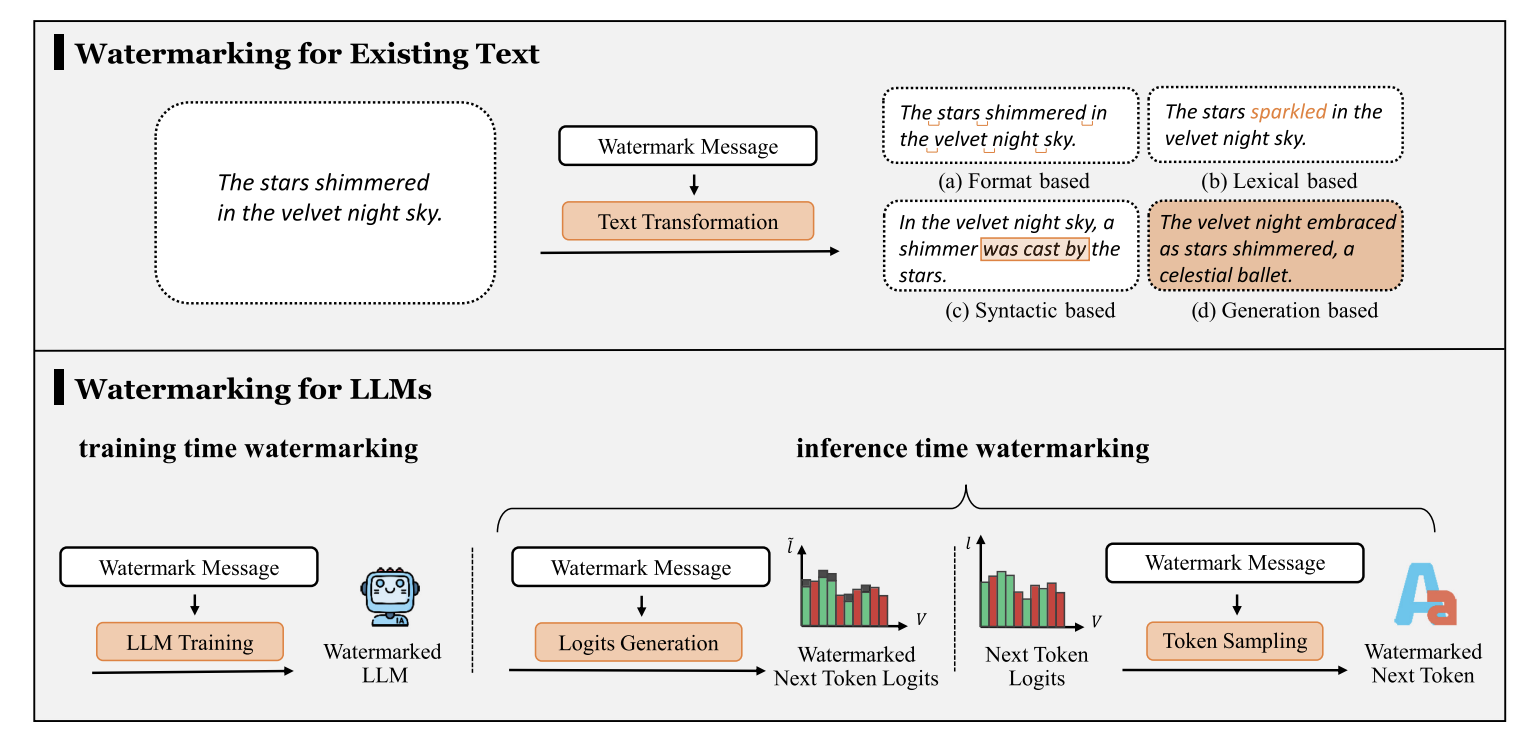 Watermarking for Existing Text
The stars shimmered
in the velvet night sky.
Watermark Message
Text Transformation
The stars shimmered in
the velvet night sky.
(a) Format based
The stars sparkled in the
velvet night sky.
(b) Lexical based
In the velvet night sky, a
shimmer was cast by the
stars.
(c) Syntactic based
The velvet night embraced
as stars shimmered, a
celestial ballet.
(d) Generation based
Watermarking for LLMs
training time watermarking
inference time watermarking
Watermark Message
LLM Training
IA
Watermarked
LLM
Watermark Message
Logits Generation
l̃
V
Watermarked
Next Token Logits
l
V
Next Token
Logits
Watermark Message
Token Sampling
Aa
Watermarked
Next Token